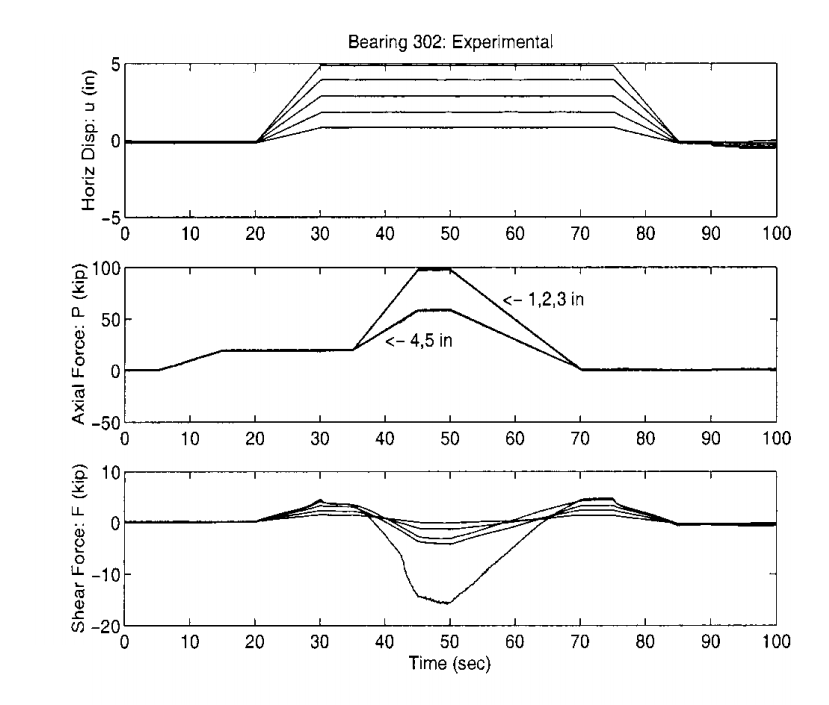 Bearing 302: Experimental
Horiz Disp: u (in)
5
0
−5
0 10 20 30 40 50 60 70 80 90 100
Axial Force: P (kip)
100
50
0
−50
<− 1,2,3 in
<− 4,5 in
0 10 20 30 40 50 60 70 80 90 100
Shear Force: F (kip)
10
0
−10
−20
0 10 20 30 40 50 60 70 80 90 100
Time (sec)